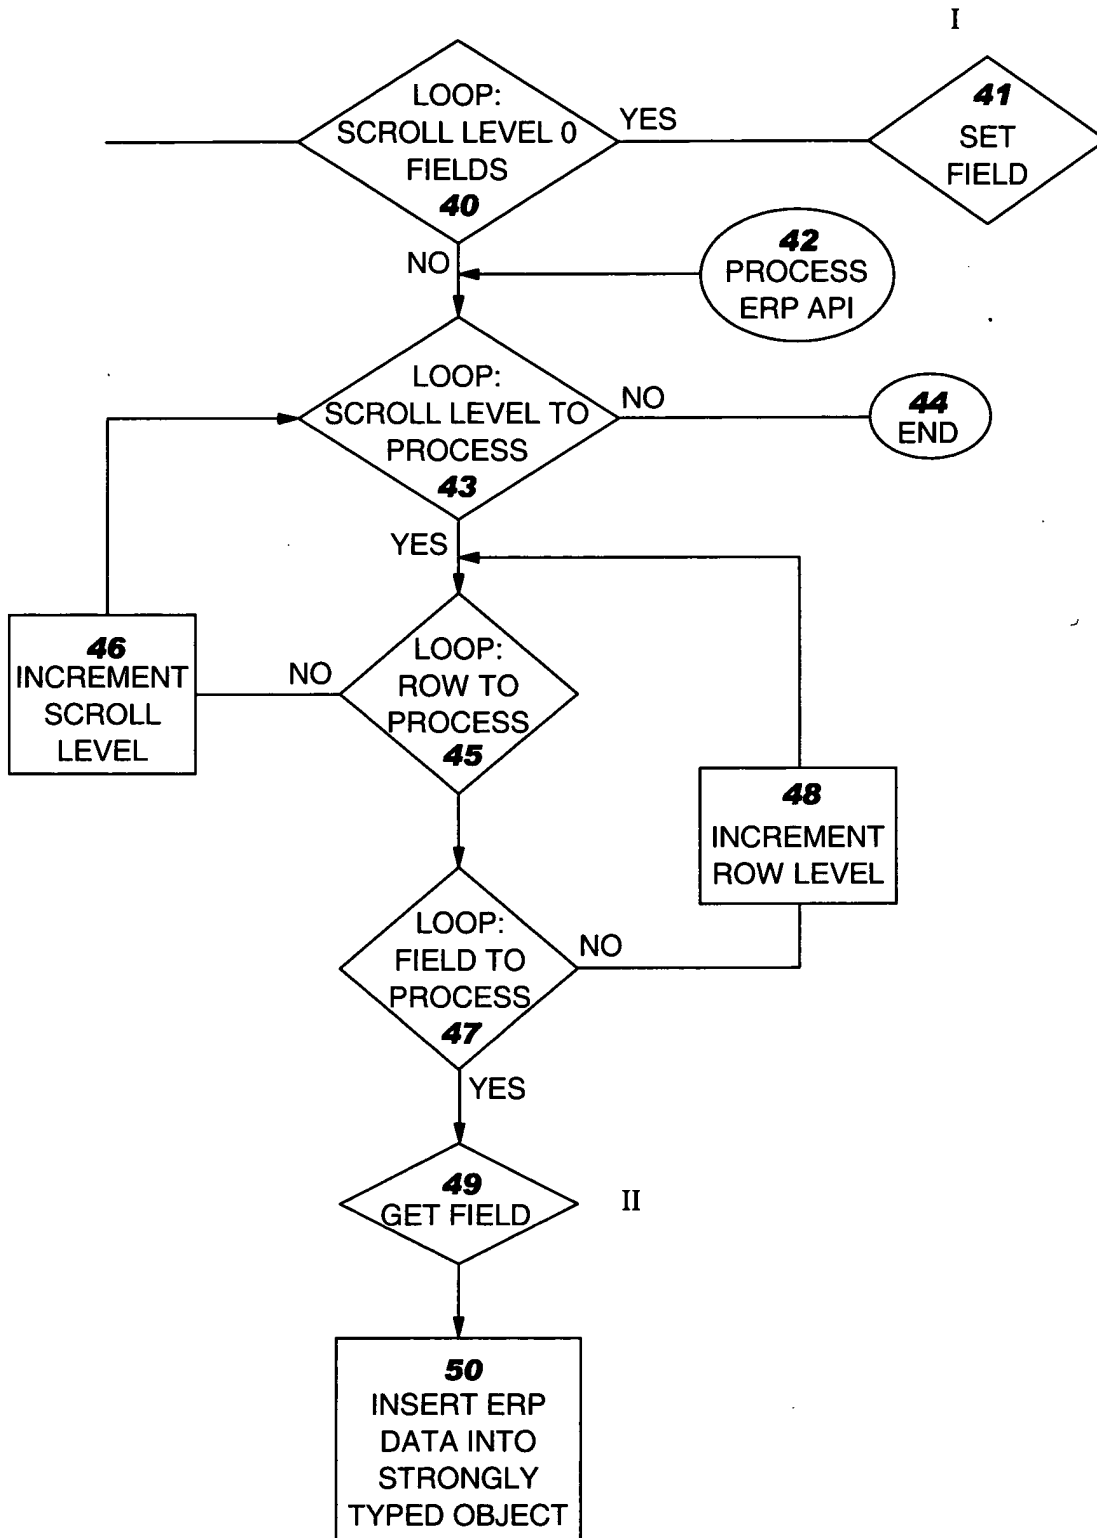 I
LOOP:
SCROLL LEVEL 0
FIELDS
40
YES
41
SET
FIELD
NO
42
PROCESS
ERP API
LOOP:
SCROLL LEVEL TO
PROCESS
43
NO
44
END
YES
46
INCREMENT
SCROLL
LEVEL
NO
LOOP:
ROW TO
PROCESS
45
48
INCREMENT
ROW LEVEL
LOOP:
FIELD TO
PROCESS
47
NO
YES
49
GET FIELD
II
50
INSERT ERP
DATA INTO
STRONGLY
TYPED OBJECT